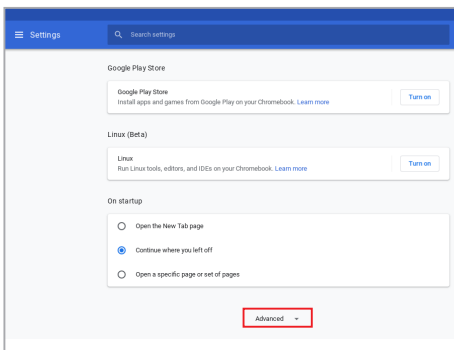 Settings
Search settings
Google Play Store
Google Play Store
Install apps and games from Google Play on your Chromebook. Learn more
Turn on
Linux (Beta)
Linux
Run Linux tools, editors, and IDEs on your Chromebook. Learn more
Turn on
On startup
Open the New Tab page
Continue where you left off
Open a specific page or set of pages
Advanced